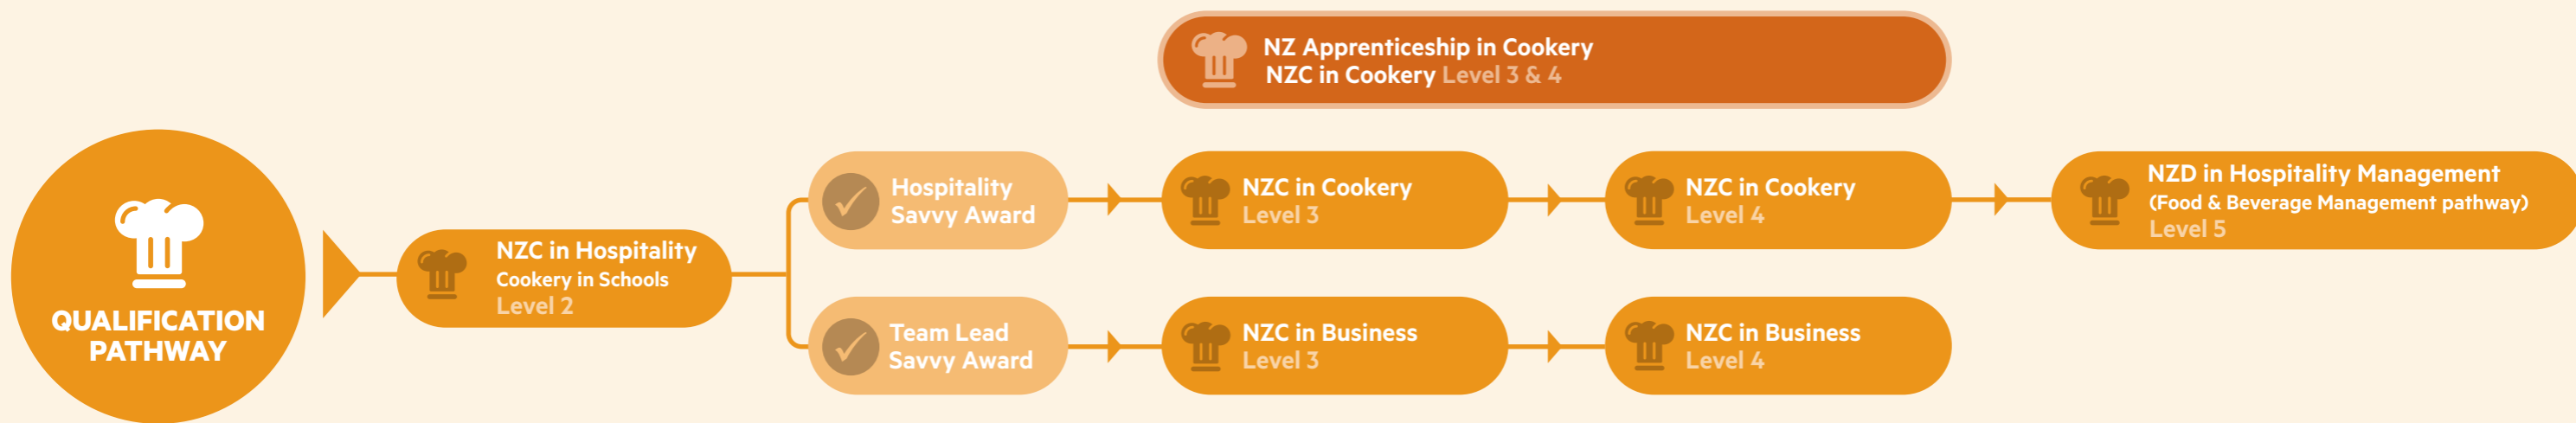 NZ Apprenticeship in Cookery
NZC in Cookery Level 3 & 4
QUALIFICATION
PATHWAY
NZC in Hospitality
Cookery in Schools
Level 2
Hospitality
Savvy Award
NZC in Cookery
Level 3
NZC in Cookery
Level 4
NZD in Hospitality Management
(Food & Beverage Management pathway)
Level 5
Team Lead
Savvy Award
NZC in Business
Level 3
NZC in Business
Level 4